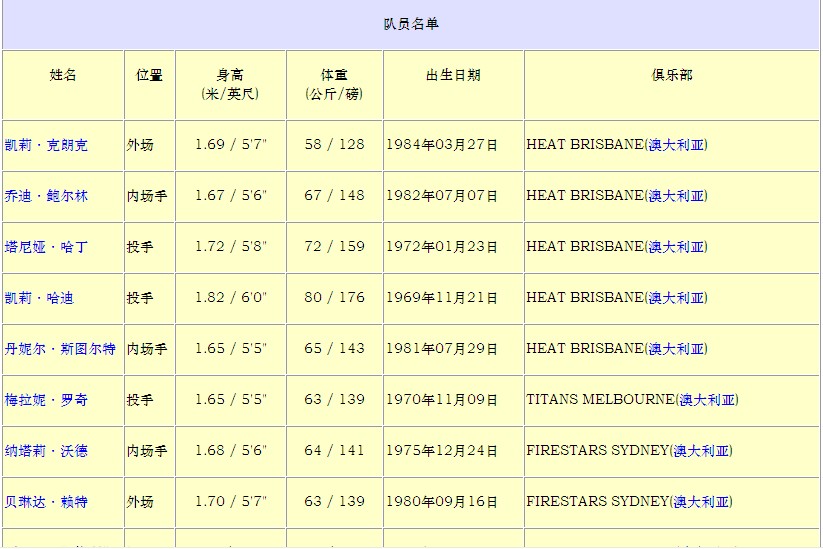 队员名单
姓名 位置 身高 体重 出生日期 俱乐部
(米/英尺) (公斤/磅)
凯莉·克朗克 外场 1.69 / 5'7" 58 / 128 1984年03月27日 HEAT BRISBANE(澳大利亚)
乔迪·鲍尔林 内场手 1.67 / 5'6" 67 / 148 1982年07月07日 HEAT BRISBANE(澳大利亚)
塔尼娅·哈丁 投手 1.72 / 5'8" 72 / 159 1972年01月23日 HEAT BRISBANE(澳大利亚)
凯莉·哈迪 投手 1.82 / 6'0" 80 / 176 1969年11月21日 HEAT BRISBANE(澳大利亚)
丹妮尔·斯图尔特 内场手 1.65 / 5'5" 65 / 143 1981年07月29日 HEAT BRISBANE(澳大利亚)
梅拉妮·罗奇 投手 1.65 / 5'5" 63 / 139 1970年11月09日 TITANS MELBOURNE(澳大利亚)
纳塔莉·沃德 内场手 1.68 / 5'6" 64 / 141 1975年12月24日 FIRESTARS SYDNEY(澳大利亚)
贝琳达·赖特 外场 1.70 / 5'7" 63 / 139 1980年09月16日 FIRESTARS SYDNEY(澳大利亚)